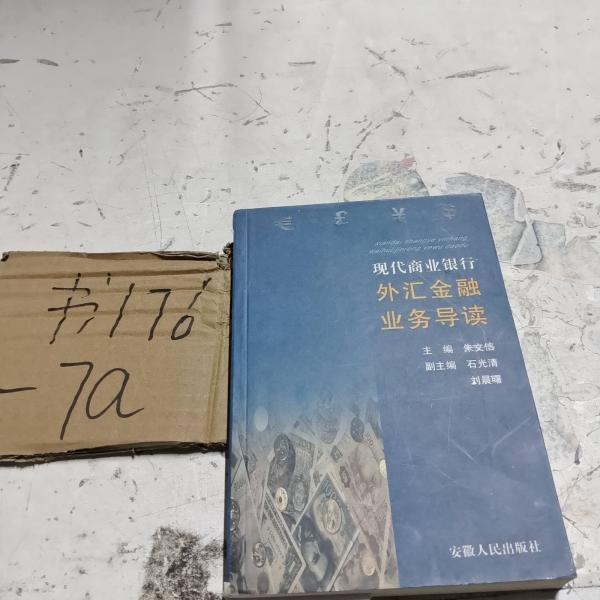 书176
-7a
现代商业银行
外汇金融
业务导读
主 编 朱文悟
副主编 石光清
刘晨曙
安徽人民出版社